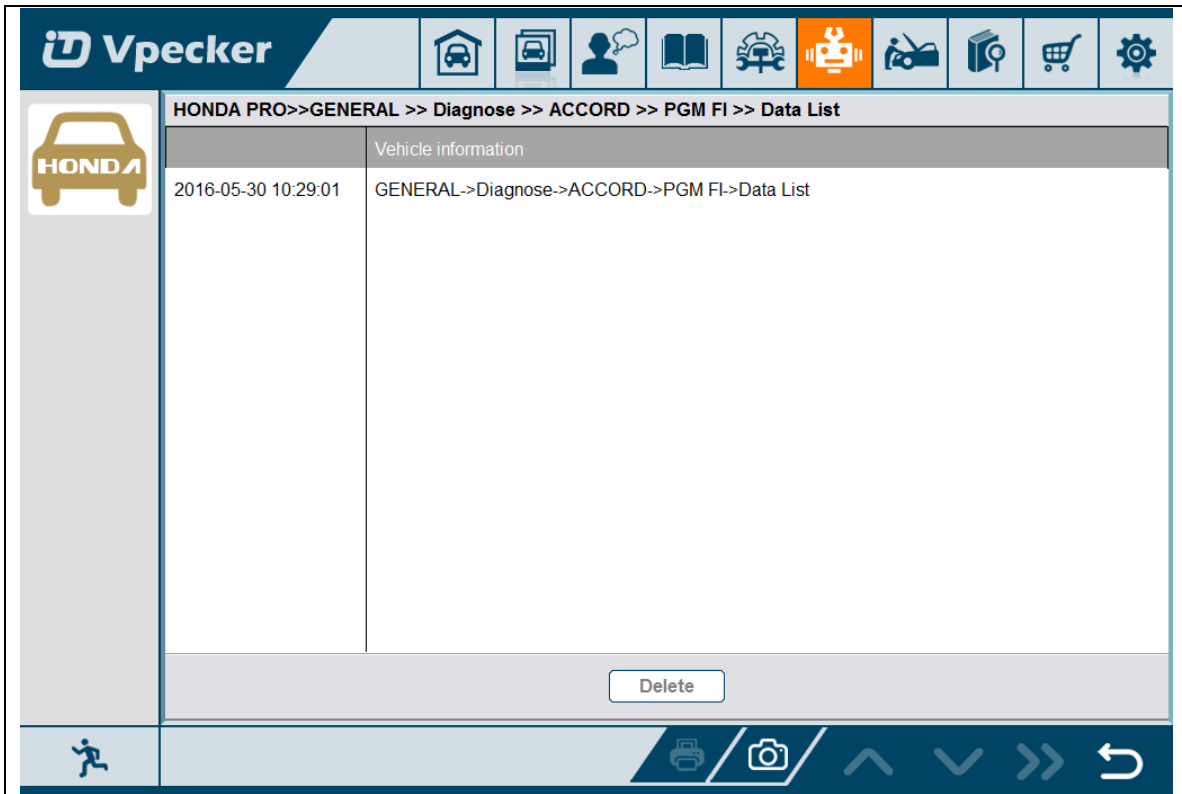 Vpecker
HONDA PRO>>GENERAL >> Diagnose >> ACCORD >> PGM FI >> Data List
HONDA
Vehicle information
2016-05-30 10:29:01 GENERAL->Diagnose->ACCORD->PGM FI->Data List
Delete